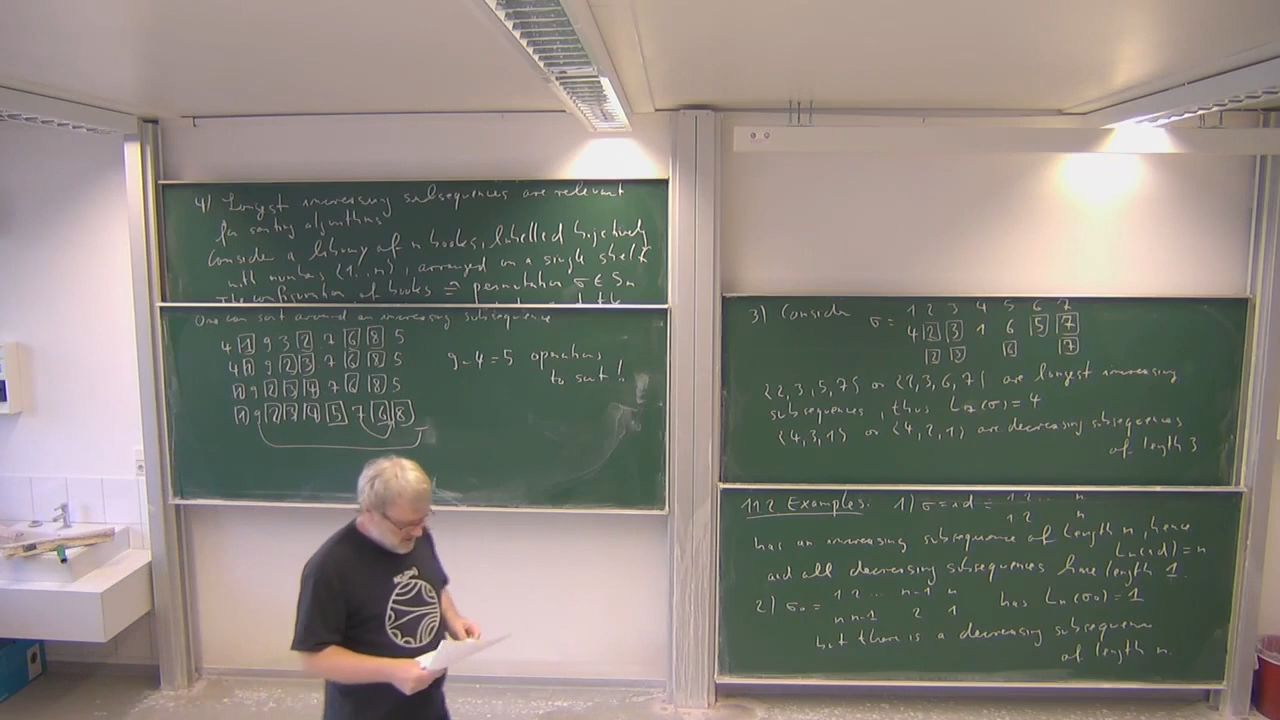 4) Longest increasing subsequences are relevant
for sorting algorithms
Consider a library of n books, labelled bijectively
with numbers {1...n}, arranged on a single shelf
The configuration of books ≙ permutation σ ∈ Sn
One can sort around an increasing subsequence
4 1 9 3 2 7 6 8 5
4 1 9 2 3 7 6 8 5
1 9 2 3 4 7 6 8 5
1 9 2 3 4 5 7 6 8
9-4=5 operations
to sort!
3) Consider σ = 1 2 3 4 5 6 7
4 2 3 1 6 5 7
2 3 6 7
{2,3,5,7} or {2,3,6,7} are longest increasing
subsequences, thus L7(σ)=4
{4,3,1} or {4,2,1} are decreasing subsequences
of length 3
11.2 Examples. 1) σ=id= 1 2 ... n
1 2 n
has an increasing subsequence of length n, hence
Ln(id)=n
and all decreasing subsequences have length 1.
2) σ0 = 1 2 ... n-1 n has Ln(σ0)=1
n n-1 2 1
but there is a decreasing subsequence
of length n.